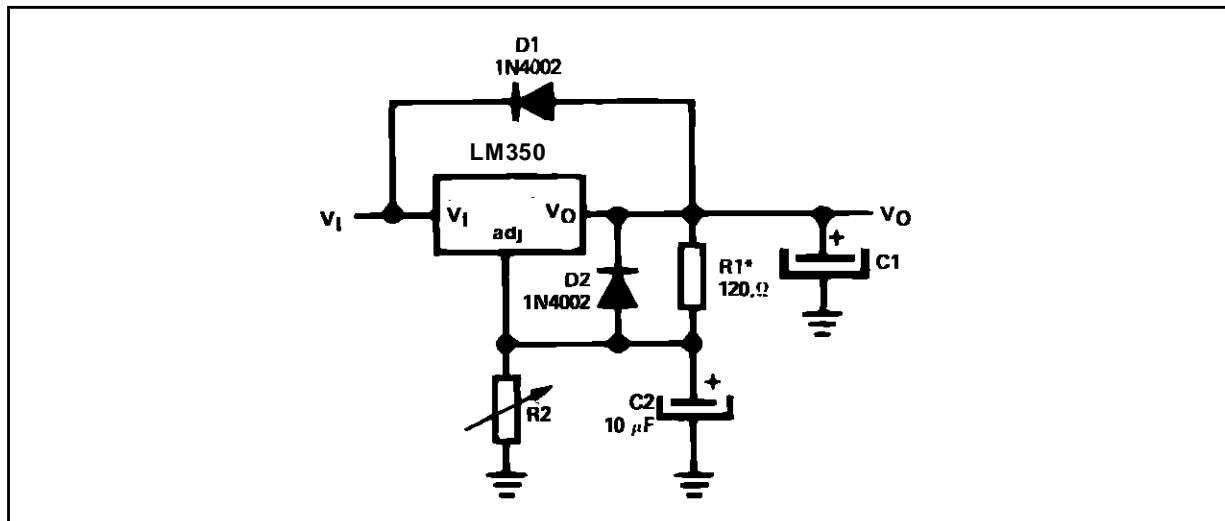 D1
1N4002
LM350
VI
VI
VO
VO
adj
D2
1N4002
R1*
120.Ω
+
C1
R2
+
C2
10 μF